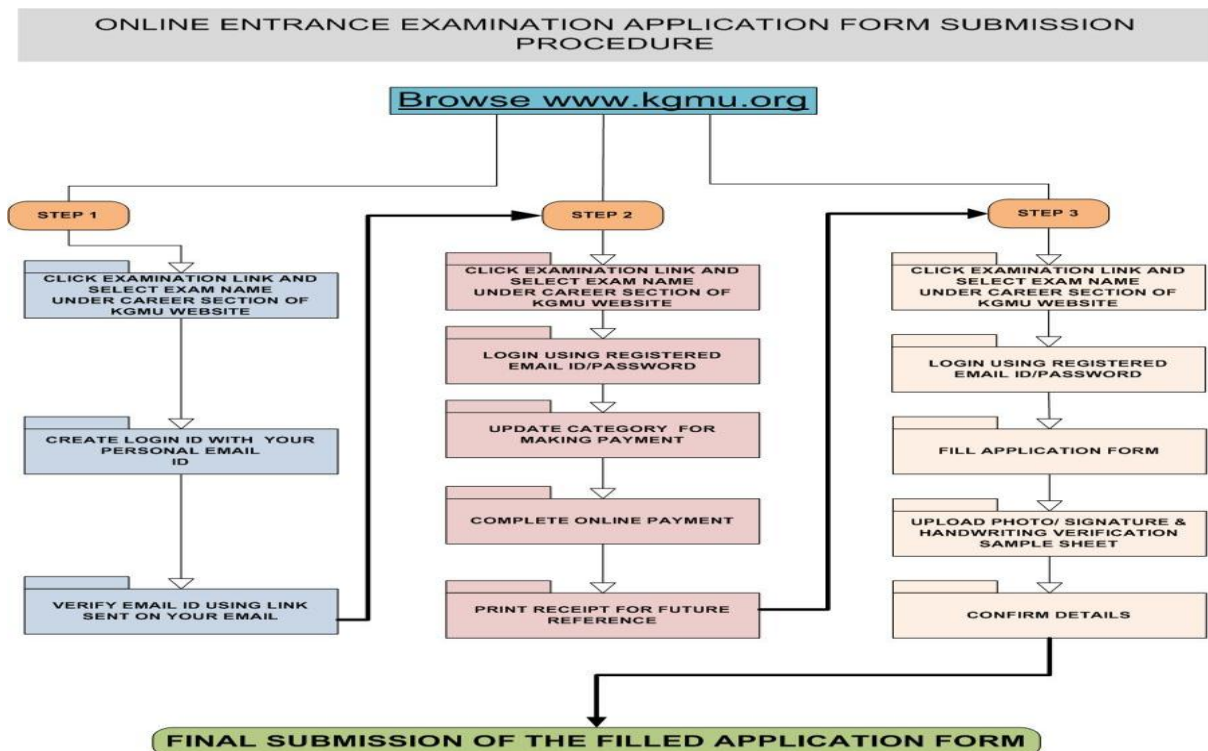 ONLINE ENTRANCE EXAMINATION APPLICATION FORM SUBMISSION
PROCEDURE
Browse www.kgmu.org
STEP 1
CLICK EXAMINATION LINK AND
SELECT EXAM NAME
UNDER CAREER SECTION OF
KGMU WEBSITE
CREATE LOGIN ID WITH YOUR
PERSONAL EMAIL
ID
VERIFY EMAIL ID USING LINK
SENT ON YOUR EMAIL
STEP 2
CLICK EXAMINATION LINK AND
SELECT EXAM NAME
UNDER CAREER SECTION OF
KGMU WEBSITE
LOGIN USING REGISTERED
EMAIL ID/PASSWORD
UPDATE CATEGORY FOR
MAKING PAYMENT
COMPLETE ONLINE PAYMENT
PRINT RECEIPT FOR FUTURE
REFERENCE
STEP 3
CLICK EXAMINATION LINK AND
SELECT EXAM NAME
UNDER CAREER SECTION OF
KGMU WEBSITE
LOGIN USING REGISTERED
EMAIL ID/PASSWORD
FILL APPLICATION FORM
UPLOAD PHOTO/ SIGNATURE &
HANDWRITING VERIFICATION
SAMPLE SHEET
CONFIRM DETAILS
FINAL SUBMISSION OF THE FILLED APPLICATION FORM